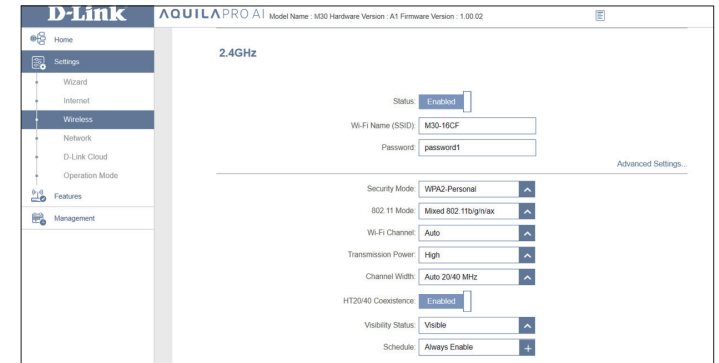 D-Link AQUILA PRO AI Model Name : M30 Hardware Version : A1 Firmware Version : 1.00.02
Home
Settings
Wizard
Internet
Wireless
Network
D-Link Cloud
Operation Mode
Features
Management
2.4GHz
Status: Enabled
Wi-Fi Name (SSID): M30-16CF
Password: password1
Advanced Settings...
Security Mode: WPA2-Personal
802.11 Mode: Mixed 802.11b/g/n/ax
Wi-Fi Channel: Auto
Transmission Power: High
Channel Width: Auto 20/40 MHz
HT20/40 Coexistence: Enabled
Visibility Status: Visible
Schedule: Always Enable